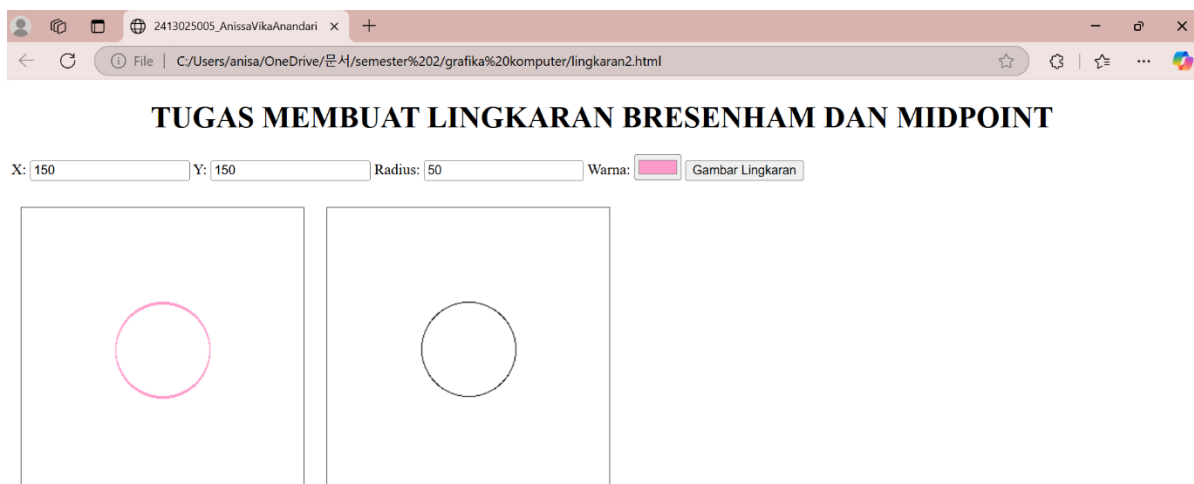 2413025005_AnissaVikaAnandari
File C:/Users/anisa/OneDrive/문서/semester%202/grafika%20komputer/lingkaran2.html
TUGAS MEMBUAT LINGKARAN BRESENHAM DAN MIDPOINT
X: 150 Y: 150 Radius: 50 Warna: Gambar Lingkaran